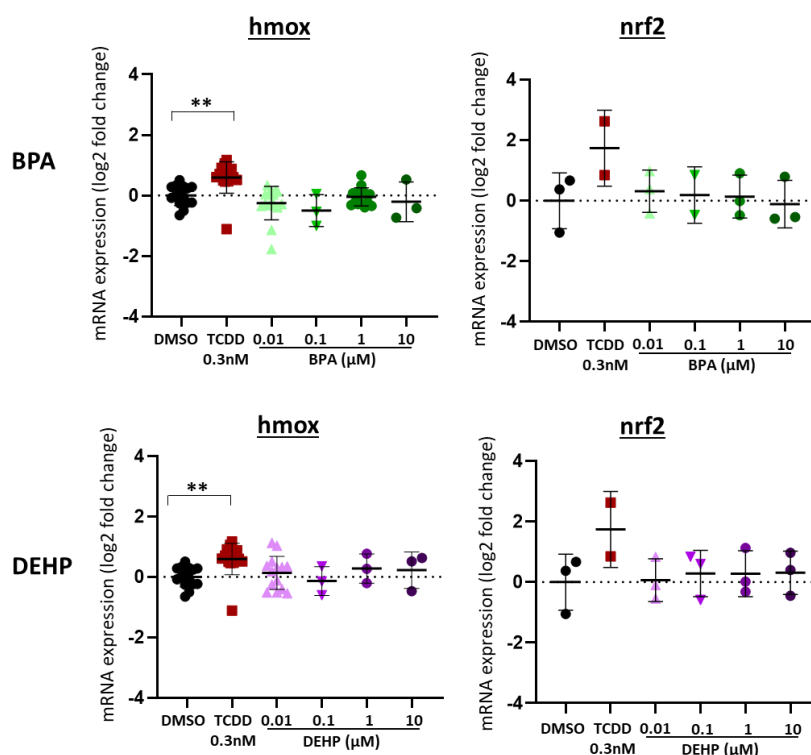 hmox
nrf2
BPA
mRNA expression (log2 fold change)
4
2
0
-2
-4
**
DMSO TCDD 0.01 0.1 1 10
0.3nM BPA (µM)
mRNA expression (log2 fold change)
4
2
0
-2
-4
DMSO TCDD 0.01 0.1 1 10
0.3nM BPA (µM)
hmox
nrf2
DEHP
mRNA expression (log2 fold change)
4
2
0
-2
-4
**
DMSO TCDD 0.01 0.1 1 10
0.3nM DEHP (µM)
mRNA expression (log2 fold change)
4
2
0
-2
-4
DMSO TCDD 0.01 0.1 1 10
0.3nM DEHP (µM)